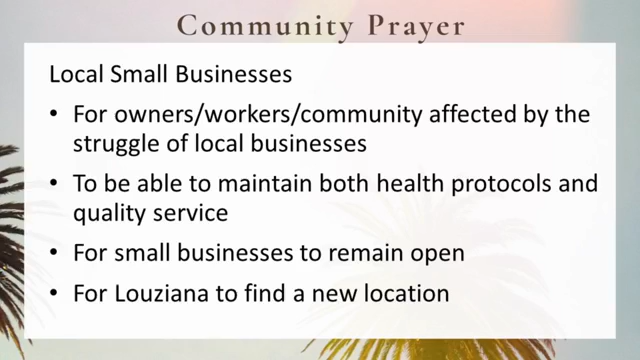 Community Prayer
Local Small Businesses
• For owners/workers/community affected by the
struggle of local businesses
• To be able to maintain both health protocols and
quality service
• For small businesses to remain open
• For Louziana to find a new location